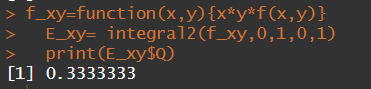 > f_xy=function(x,y){x*y*f(x,y)}
>   E_xy= integral2(f_xy,0,1,0,1)
>   print(E_xy$Q)
[1] 0.3333333